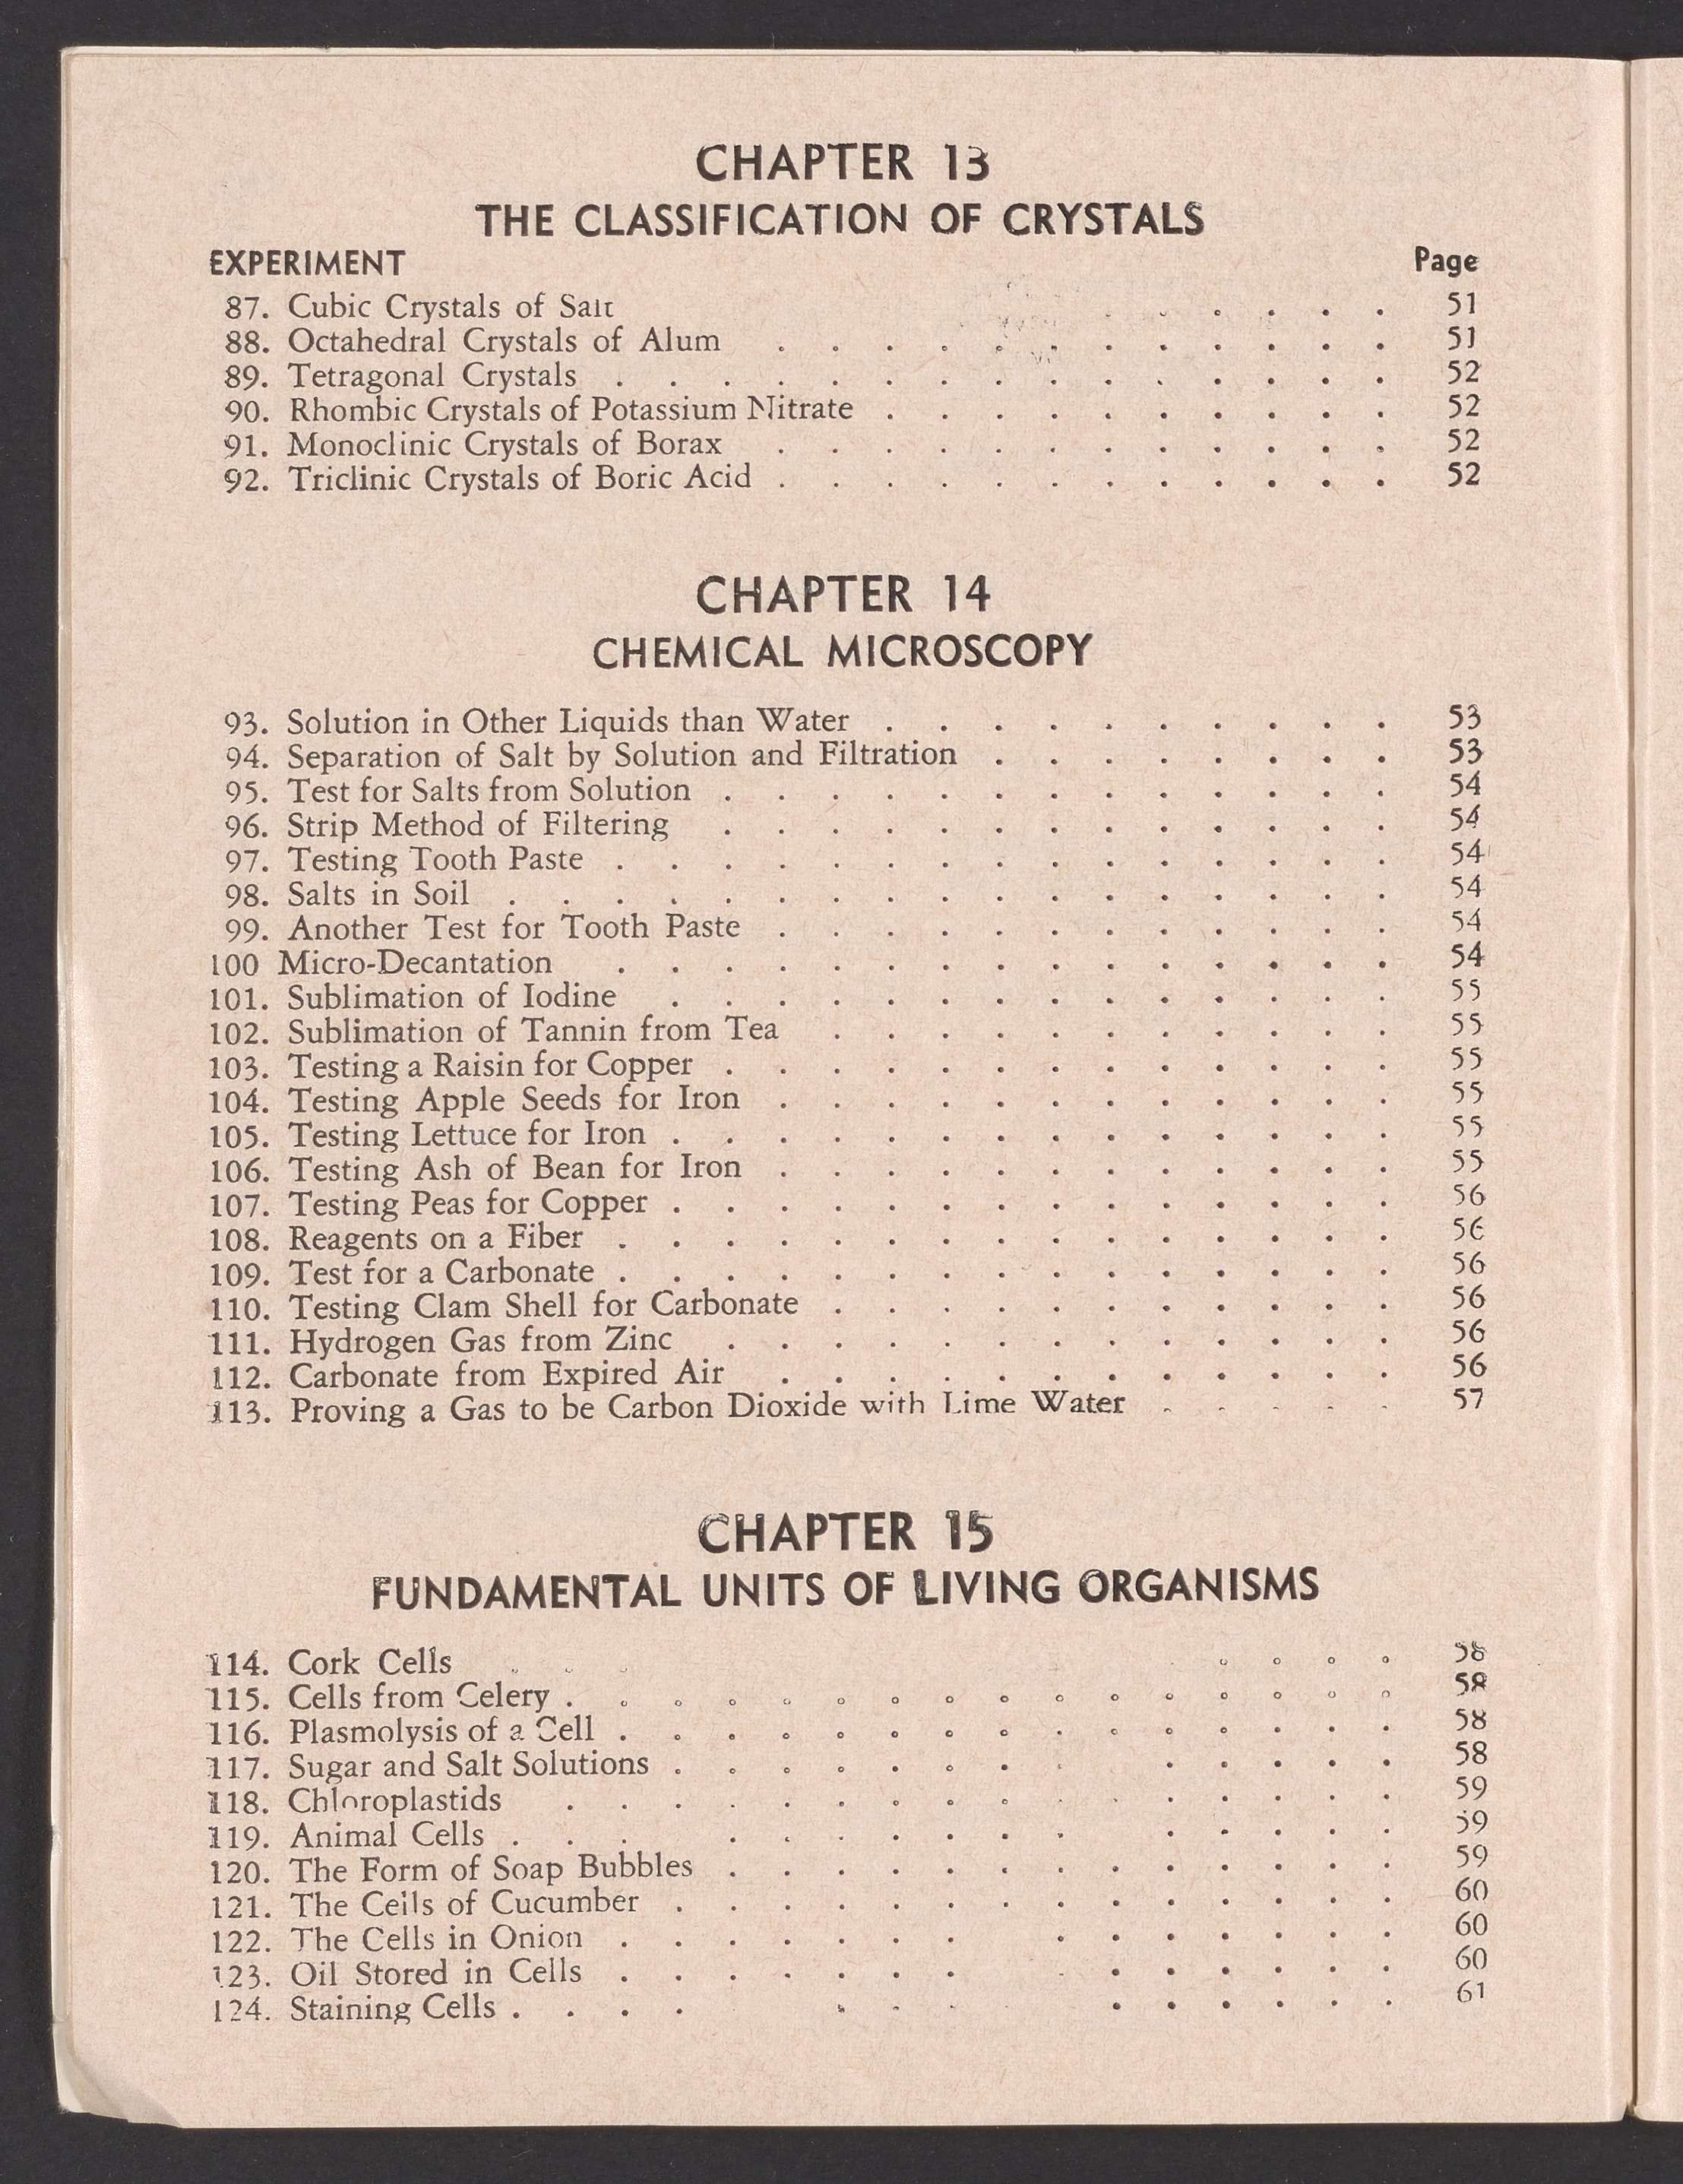 CHAPTER 13
THE CLASSIFICATION OF CRYSTALS
EXPERIMENT Page
87. Cubic Crystals of Salt . . . . . 51
88. Octahedral Crystals of Alum . . . . . . . . . . . . 51
89. Tetragonal Crystals . . . . . . . . . . . . . . . 52
90. Rhombic Crystals of Potassium Nitrate . . . . . . . . . . 52
91. Monoclinic Crystals of Borax . . . . . . . . . . . . 52
92. Triclinic Crystals of Boric Acid . . . . . . . . . . . . 52
CHAPTER 14
CHEMICAL MICROSCOPY
93. Solution in Other Liquids than Water . . . . . . . . . . 53
94. Separation of Salt by Solution and Filtration . . . . . . . . 53
95. Test for Salts from Solution . . . . . . . . . . . . . 54
96. Strip Method of Filtering . . . . . . . . . . . . . 54
97. Testing Tooth Paste . . . . . . . . . . . . . . . 54
98. Salts in Soil . . . . . . . . . . . . . . . . . 54
99. Another Test for Tooth Paste . . . . . . . . . . . . 54
100 Micro-Decantation . . . . . . . . . . . . . . . 54
101. Sublimation of Iodine . . . . . . . . . . . . . . 55
102. Sublimation of Tannin from Tea . . . . . . . . . . . 55
103. Testing a Raisin for Copper . . . . . . . . . . . . . 55
104. Testing Apple Seeds for Iron . . . . . . . . . . . . 55
105. Testing Lettuce for Iron . . . . . . . . . . . . . . 55
106. Testing Ash of Bean for Iron . . . . . . . . . . . . 55
107. Testing Peas for Copper . . . . . . . . . . . . . . 56
108. Reagents on a Fiber . . . . . . . . . . . . . . . 56
109. Test for a Carbonate . . . . . . . . . . . . . . . 56
110. Testing Clam Shell for Carbonate . . . . . . . . . . . 56
111. Hydrogen Gas from Zinc . . . . . . . . . . . . . 56
112. Carbonate from Expired Air . . . . . . . . . . . . 56
113. Proving a Gas to be Carbon Dioxide with Lime Water . . . . . 57
CHAPTER 15
FUNDAMENTAL UNITS OF LIVING ORGANISMS
114. Cork Cells . . . . . . . 58
115. Cells from Celery . . . . . . . . . . . . . . . . 58
116. Plasmolysis of a Cell . . . . . . . . . . . . . . . 58
117. Sugar and Salt Solutions . . . . . . . . . . . . . 58
118. Chloroplastids . . . . . . . . . . . . . . . . 59
119. Animal Cells . . . . . . . . . . . . . . . 59
120. The Form of Soap Bubbles . . . . . . . . . . . . . 59
121. The Cells of Cucumber . . . . . . . . . . . . . . 60
122. The Cells in Onion . . . . . . . . . . . . . . 60
123. Oil Stored in Cells . . . . . . . . . . . . . . 60
124. Staining Cells . . . . . . . . . . . . . 61